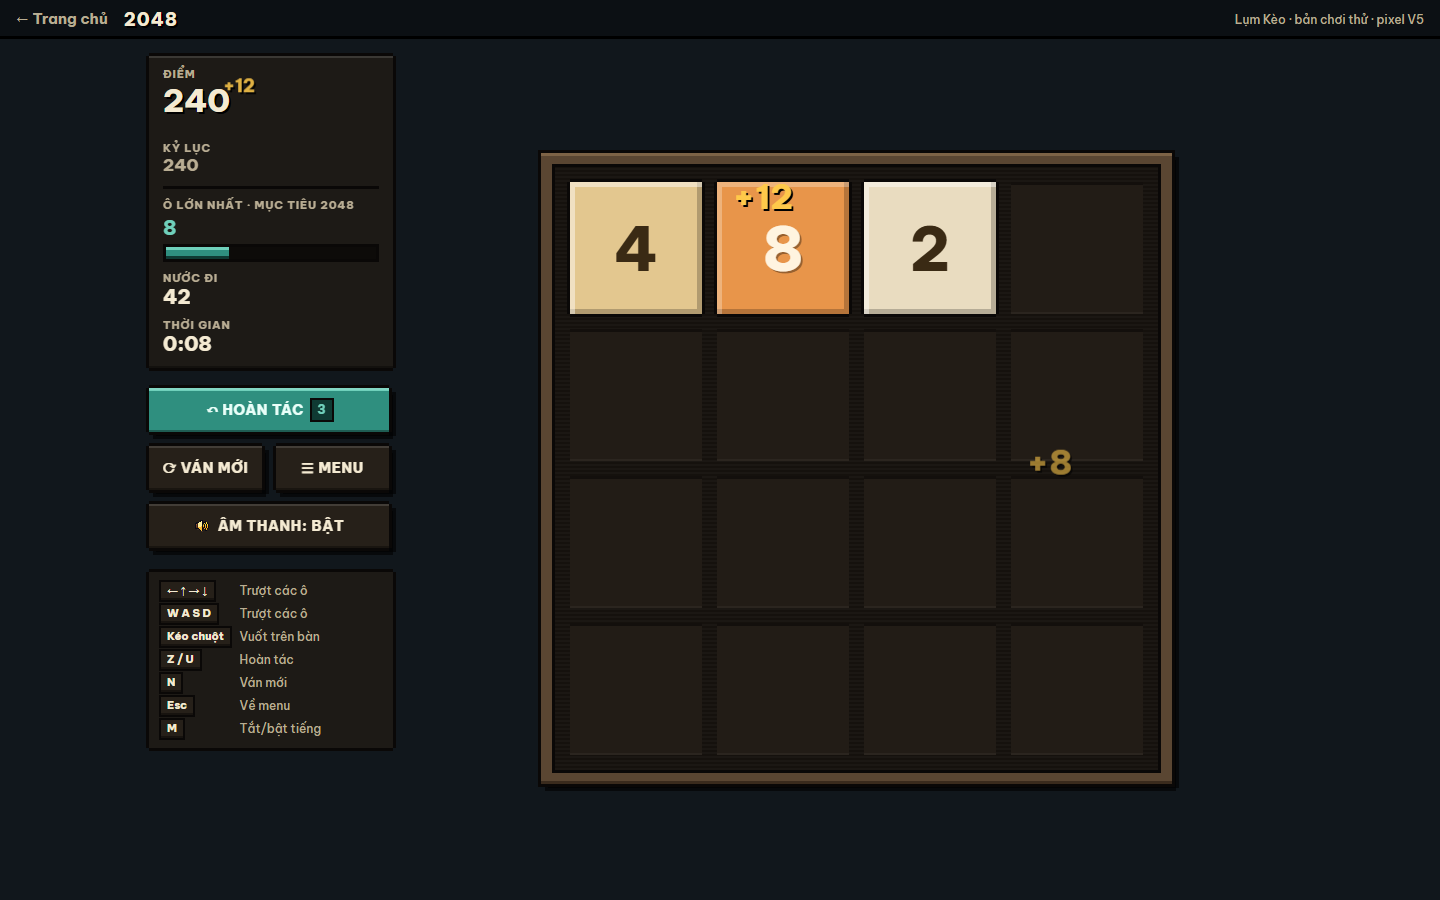 ← Trang chủ 2048
Lụm Kèo · bản chơi thử · pixel V5
ĐIỂM
240 +12
KỶ LỤC
240
Ô LỚN NHẤT · MỤC TIÊU 2048
8
NƯỚC ĐI
42
THỜI GIAN
0:08
↶ HOÀN TÁC 3
⟳ VÁN MỚI
☰ MENU
🔊 ÂM THANH: BẬT
←↑→↓ Trượt các ô
WASD Trượt các ô
Kéo chuột Vuốt trên bàn
Z / U Hoàn tác
N Ván mới
Esc Về menu
M Tắt/bật tiếng
+12
4 8 2
+8